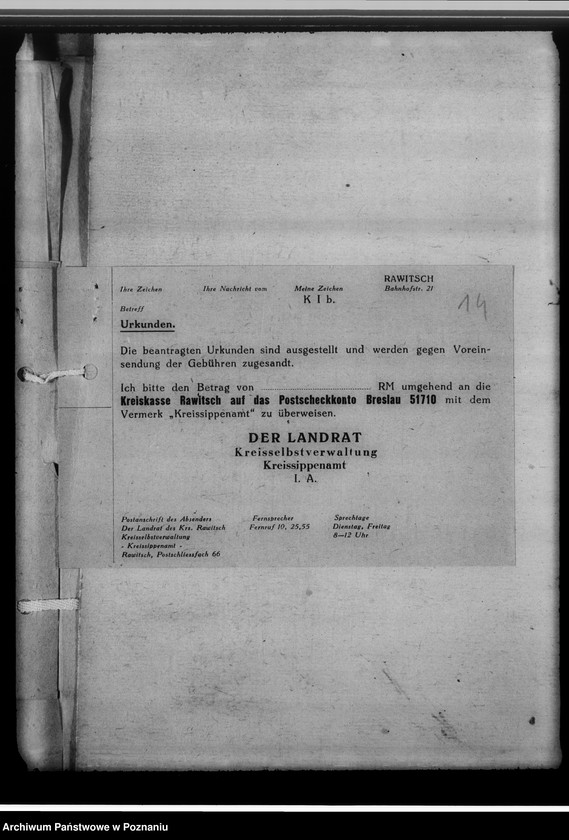 RAWITSCH
Ihre Zeichen Ihre Nachricht vom Meine Zeichen Bahnhofstr. 21
K I b.
14
Betreff
Urkunden.
Die beantragten Urkunden sind ausgestellt und werden gegen Vorein-
sendung der Gebühren zugesandt.
Ich bitte den Betrag von ........................ RM umgehend an die
Kreiskasse Rawitsch auf das Postscheckkonto Breslau 51710 mit dem
Vermerk „Kreissippenamt" zu überweisen.
DER LANDRAT
Kreisselbstverwaltung
Kreissippenamt
I. A.
Postanschrift des Absenders Fernsprecher Sprechtage
Der Landrat des Krs. Rawitsch Fernruf 10, 25,55 Dienstag, Freitag
Kreisselbstverwaltung 8—12 Uhr
- Kreissippenamt -
Rawitsch, Postschliessfach 66
Archiwum Państwowe w Poznaniu